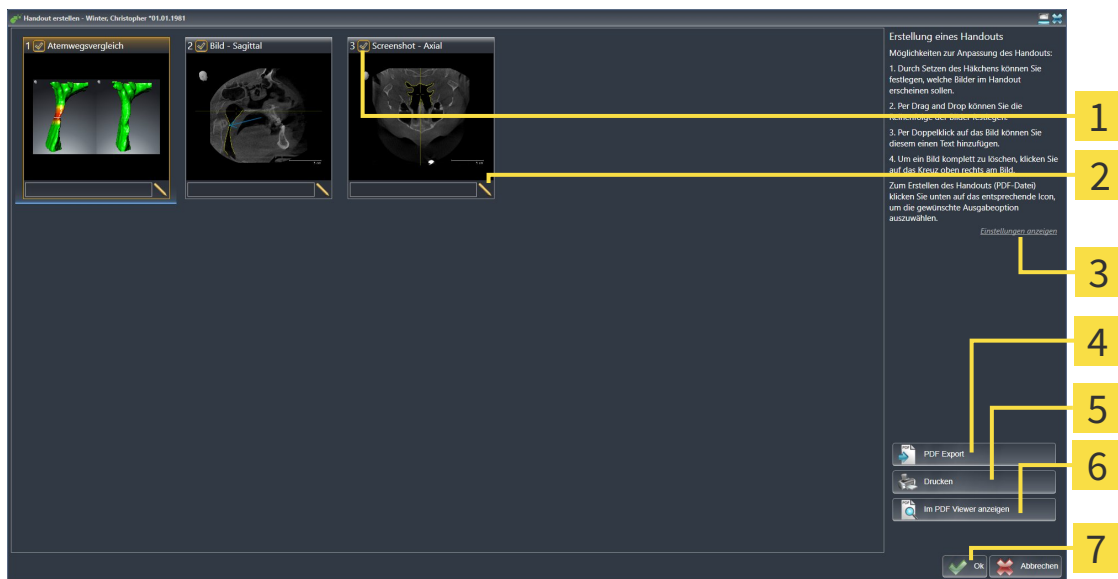 Handout erstellen - Winter, Christopher *01.01.1981
1 Atemwegsvergleich
2 Bild - Sagittal
3 Screenshot - Axial
Erstellung eines Handouts
Möglichkeiten zur Anpassung des Handouts:
1. Durch Setzen des Häkchens können Sie
festlegen, welche Bilder im Handout
erscheinen sollen.
2. Per Drag and Drop können Sie die
Reihenfolge der Bilder festlegen.
3. Per Doppelklick auf das Bild können Sie
diesem einen Text hinzufügen.
4. Um ein Bild komplett zu löschen, klicken Sie
auf das Kreuz oben rechts am Bild.
Zum Erstellen des Handouts (PDF-Datei)
klicken Sie unten auf das entsprechende Icon,
um die gewünschte Ausgabeoption
auszuwählen.
Einstellungen anzeigen
PDF Export
Drucken
Im PDF Viewer anzeigen
Ok
Abbrechen
1
2
3
4
5
6
7